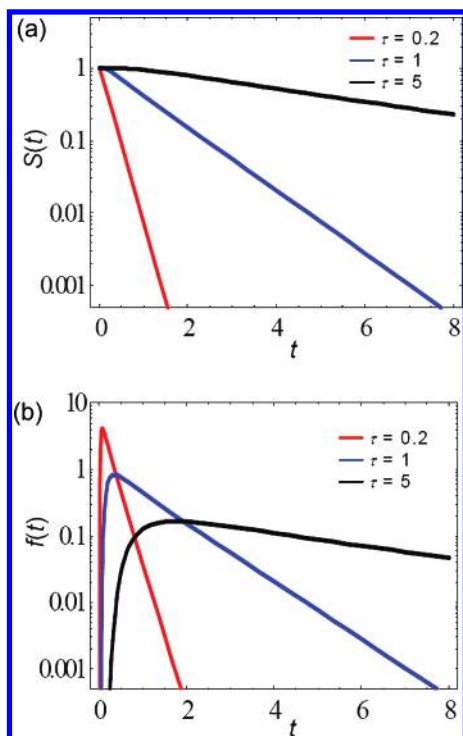 (a)
τ = 0.2
τ = 1
τ = 5
S(t)
1
0.1
0.01
0.001
0 2 4 6 8
t
(b)
10
τ = 0.2
τ = 1
τ = 5
f(t)
1
0.1
0.01
0.001
0 2 4 6 8
t